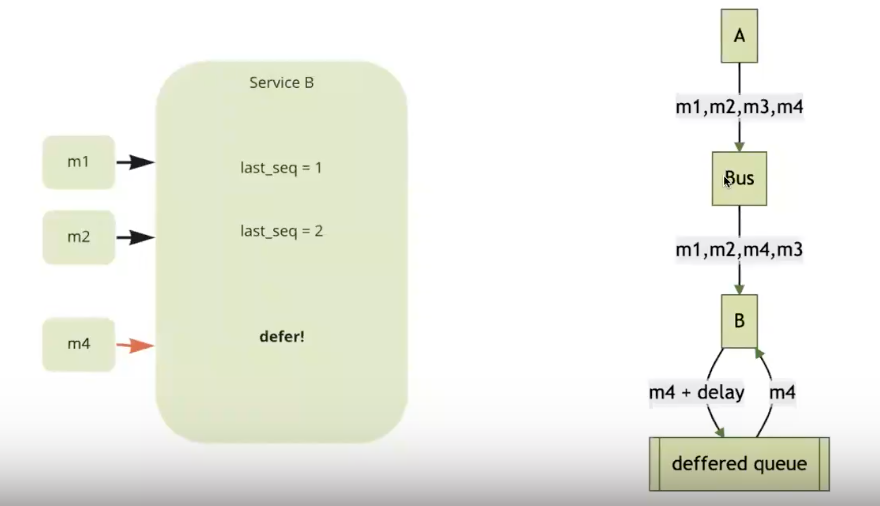 Service B
m1
last_seq = 1
m2
last_seq = 2
m4
defer!
A
m1,m2,m3,m4
Bus
m1,m2,m4,m3
B
m4 + delay
m4
deffered queue